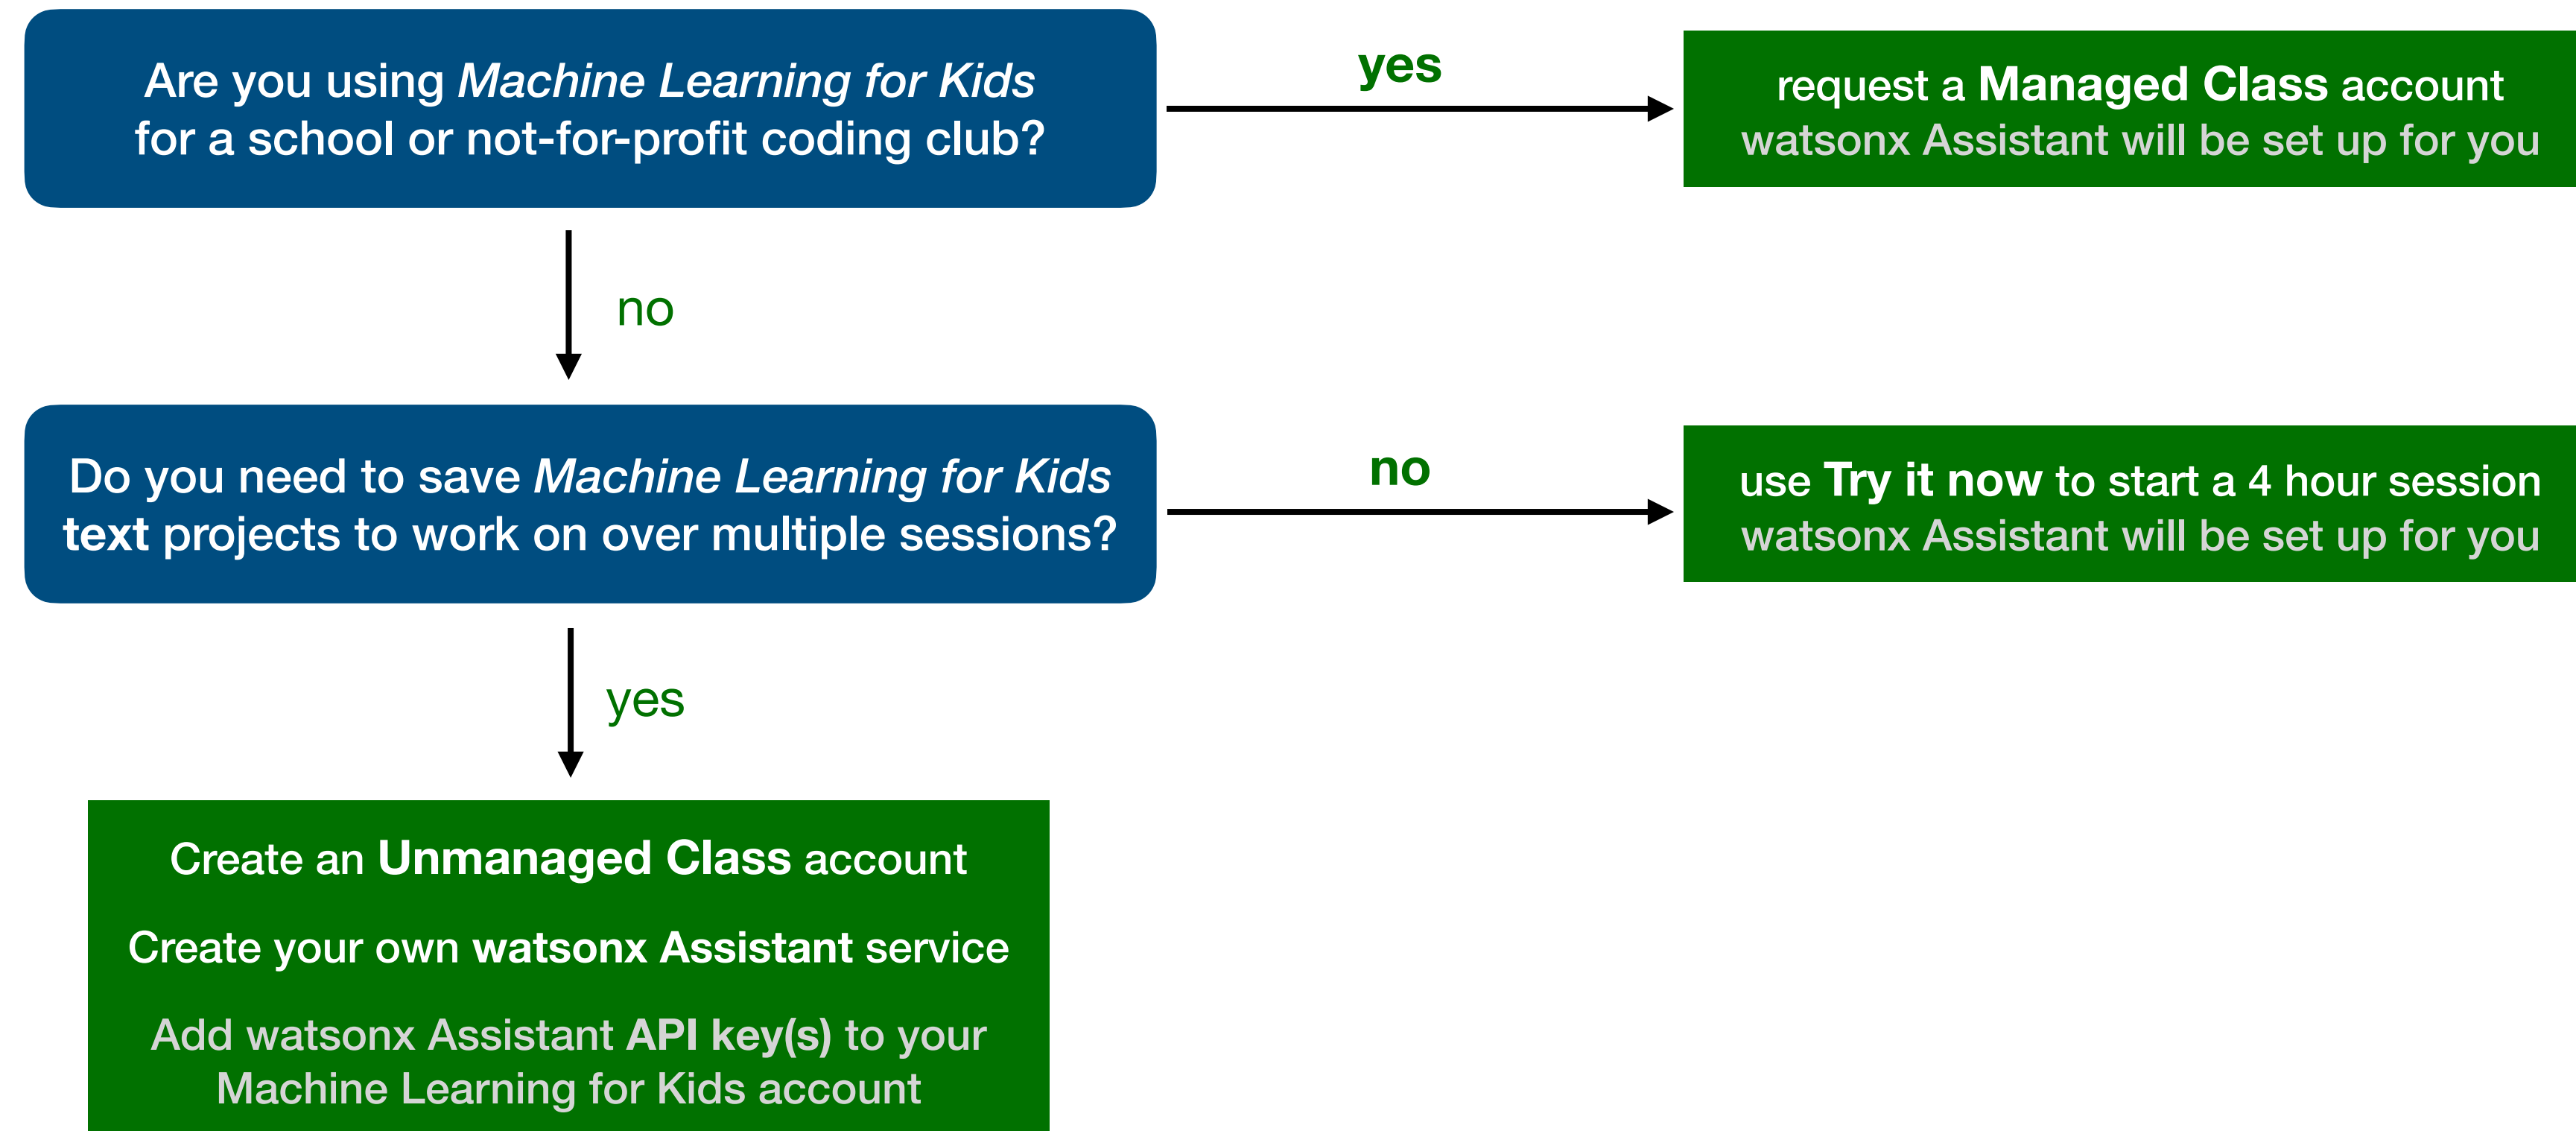 Are you using Machine Learning for Kids
for a school or not-for-profit coding club?
yes
request a Managed Class account
watsonx Assistant will be set up for you
no
Do you need to save Machine Learning for Kids
text projects to work on over multiple sessions?
no
use Try it now to start a 4 hour session
watsonx Assistant will be set up for you
yes
Create an Unmanaged Class account
Create your own watsonx Assistant service
Add watsonx Assistant API key(s) to your
Machine Learning for Kids account